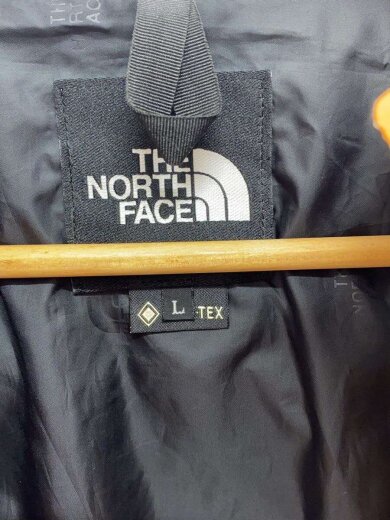 THE
NORTH
FACE
L -TEX